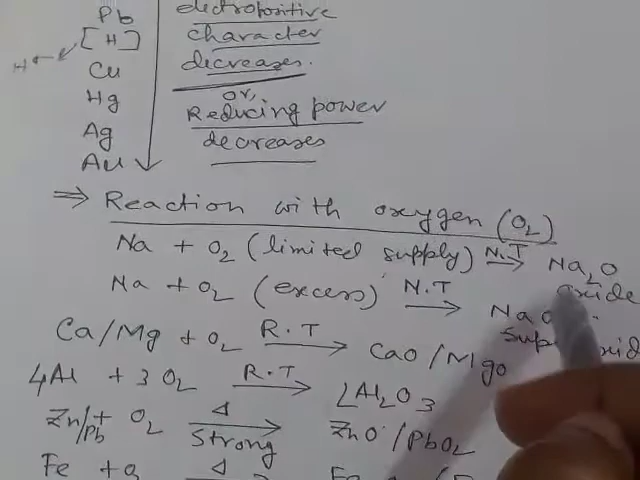 Pb
[H]
H
Cu
Hg
Ag
Au
electropositive
character
decreases.
or,
Reducing power
decreases
⇒ Reaction with oxygen (O2)
Na + O2 (limited supply) N.T → Na2O
oxide
Na + O2 (excess) N.T →
Ca/Mg + O2 R.T → CaO/MgO
4Al + 3O2 R.T → 2Al2O3
Zn/Pb + O2 Δ → Strong ZnO/PbO2
Fe + Δ